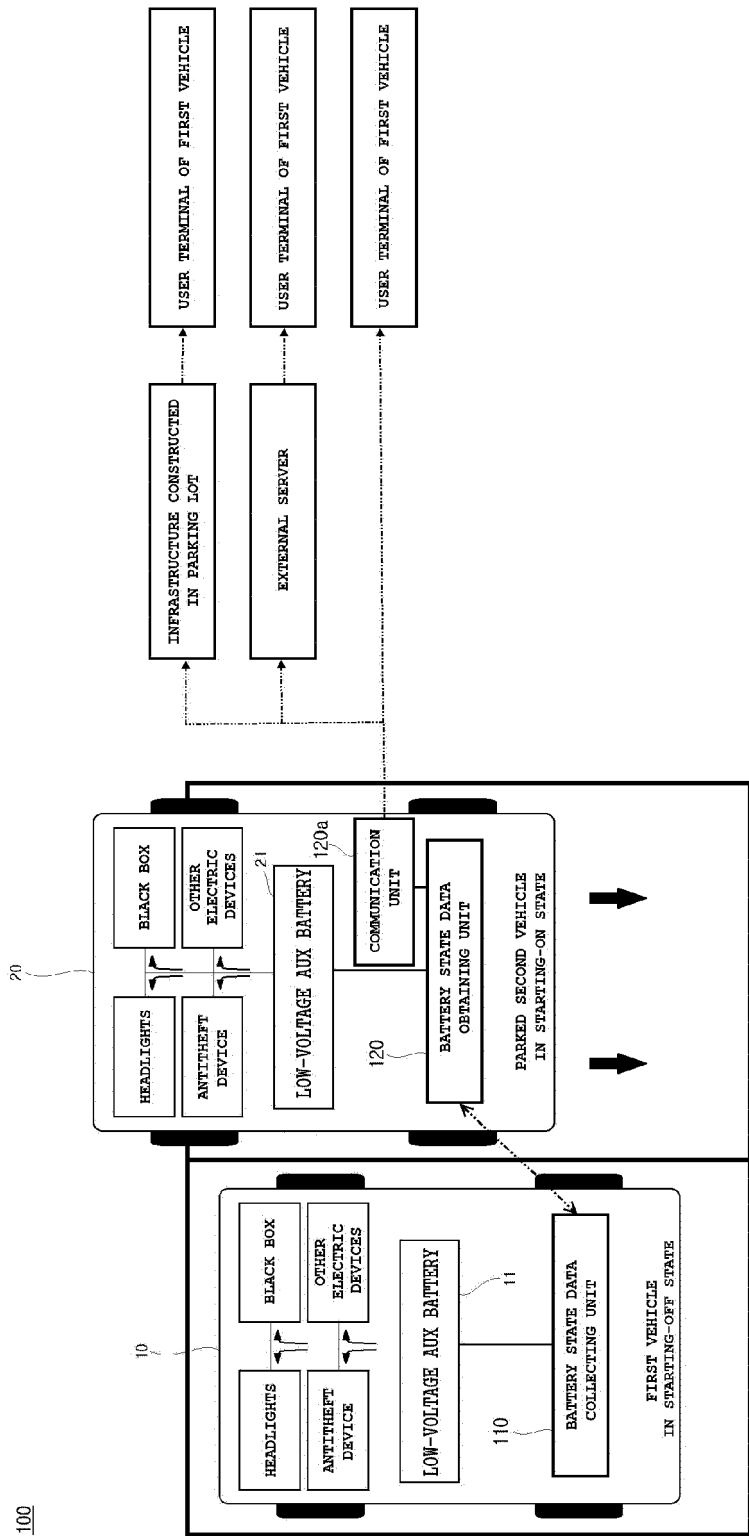 100
10
HEADLIGHTS
BLACK BOX
ANTITHEFT
DEVICE
OTHER
ELECTRIC
DEVICES
LOW-VOLTAGE AUX BATTERY
11
110
BATTERY STATE DATA
COLLECTING UNIT
FIRST VEHICLE
IN STARTING-OFF STATE
20
HEADLIGHTS
BLACK BOX
ANTITHEFT
DEVICE
OTHER
ELECTRIC
DEVICES
LOW-VOLTAGE AUX BATTERY
21
120a
COMMUNICATION
UNIT
120
BATTERY STATE DATA
OBTAINING UNIT
PARKED SECOND VEHICLE
IN STARTING-ON STATE
INFRASTRUCTURE CONSTRUCTED
IN PARKING LOT
USER TERMINAL OF FIRST VEHICLE
EXTERNAL SERVER
USER TERMINAL OF FIRST VEHICLE
USER TERMINAL OF FIRST VEHICLE